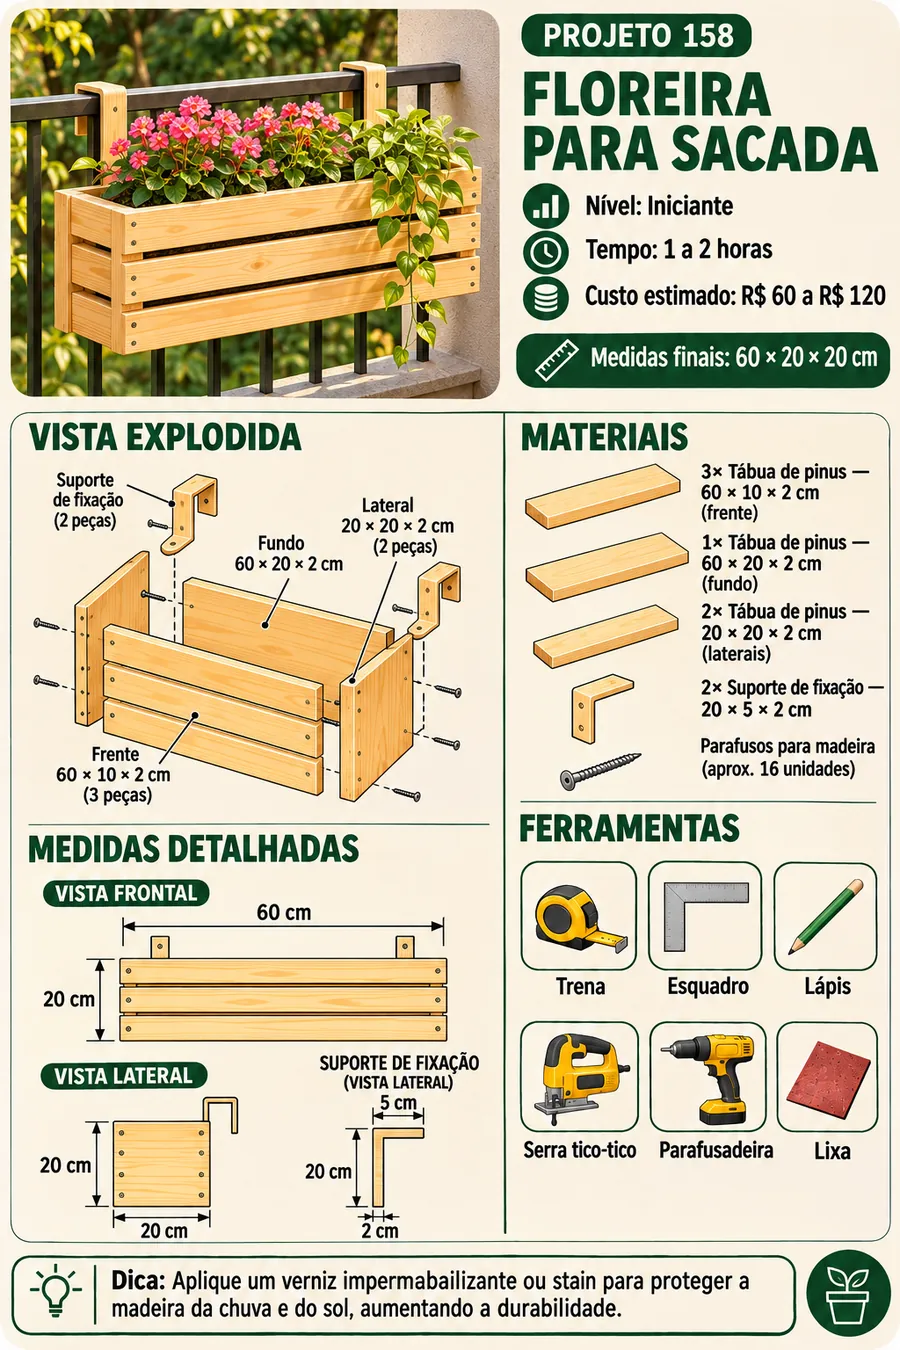 PROJETO 158
FLOREIRA
PARA SACADA
Nível: Iniciante
Tempo: 1 a 2 horas
Custo estimado: R$ 60 a R$ 120
Medidas finais: 60 × 20 × 20 cm
VISTA EXPLODIDA
Suporte
de fixação
(2 peças)
Fundo
60 × 20 × 2 cm
Lateral
20 × 20 × 2 cm
(2 peças)
Frente
60 × 10 × 2 cm
(3 peças)
MATERIAIS
3× Tábua de pinus —
60 × 10 × 2 cm
(frente)
1× Tábua de pinus —
60 × 20 × 2 cm
(fundo)
2× Tábua de pinus —
20 × 20 × 2 cm
(laterais)
2× Suporte de fixação —
20 × 5 × 2 cm
Parafusos para madeira
(aprox. 16 unidades)
MEDIDAS DETALHADAS
VISTA FRONTAL
60 cm
20 cm
VISTA LATERAL
20 cm
20 cm
SUPORTE DE FIXAÇÃO
(VISTA LATERAL)
5 cm
20 cm
2 cm
FERRAMENTAS
Trena
Esquadro
Lápis
Serra tico-tico
Parafusadeira
Lixa
Dica: Aplique um verniz impermabailizante ou stain para proteger a
madeira da chuva e do sol, aumentando a durabilidade.